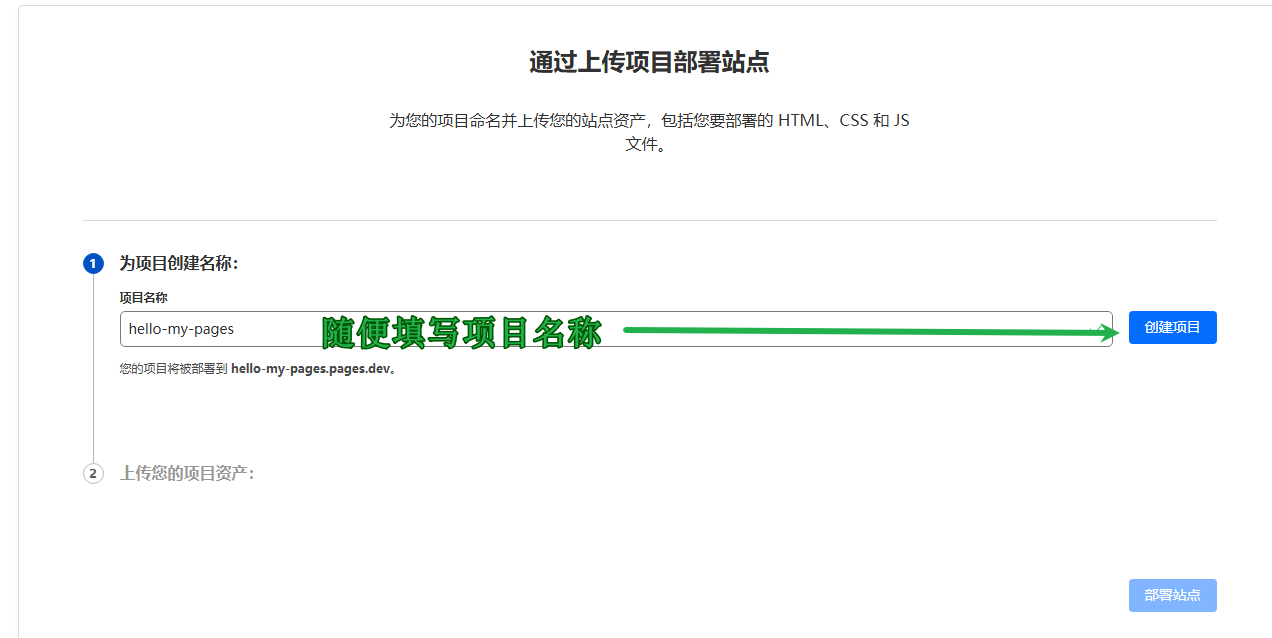 通过上传项目部署站点
为您的项目命名并上传您的站点资产，包括您要部署的 HTML、CSS 和 JS
文件。
1 为项目创建名称：
项目名称
hello-my-pages 随便填写项目名称 创建项目
您的项目将被部署到 hello-my-pages.pages.dev。
2 上传您的项目资产：
部署站点